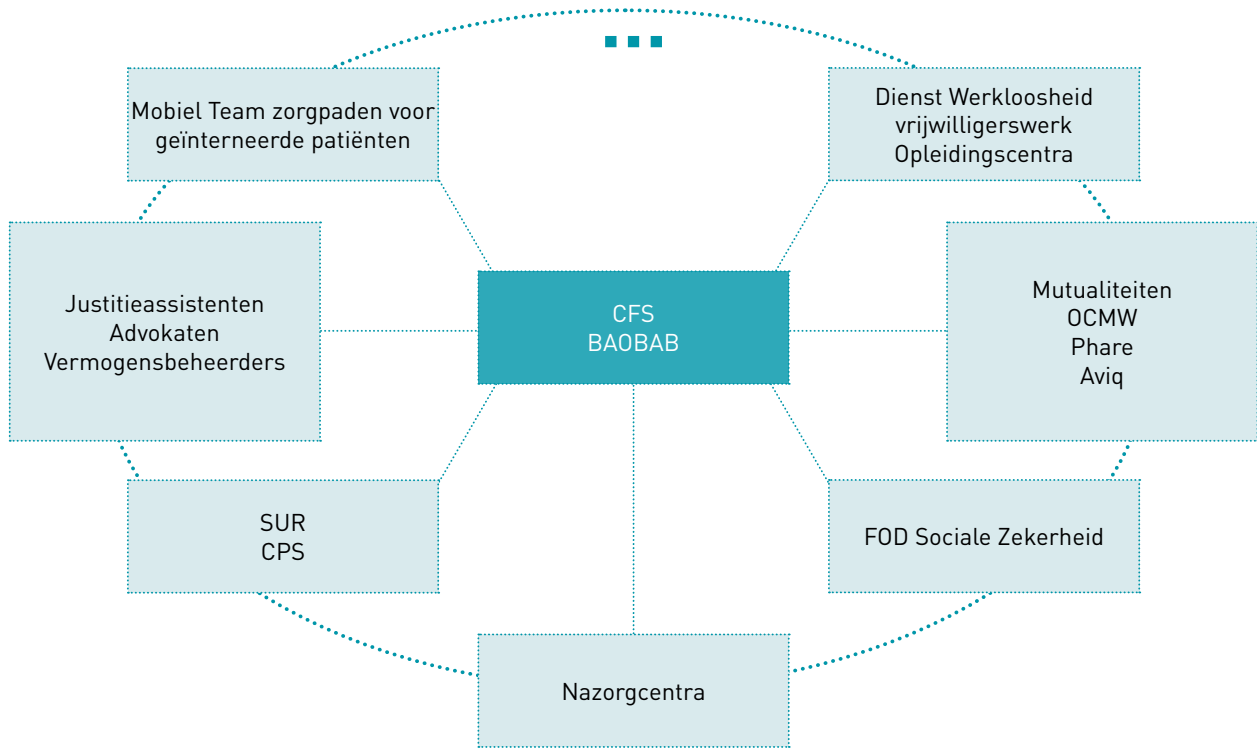 Mobiel Team zorgpaden voor
geïnterneerde patiënten
Dienst Werkloosheid
vrijwilligerswerk
Opleidingscentra
Justitieassistenten
Advokaten
Vermogensbeheerders
CFS
BAOBAB
Mutualiteiten
OCMW
Phare
Aviq
SUR
CPS
FOD Sociale Zekerheid
Nazorgcentra